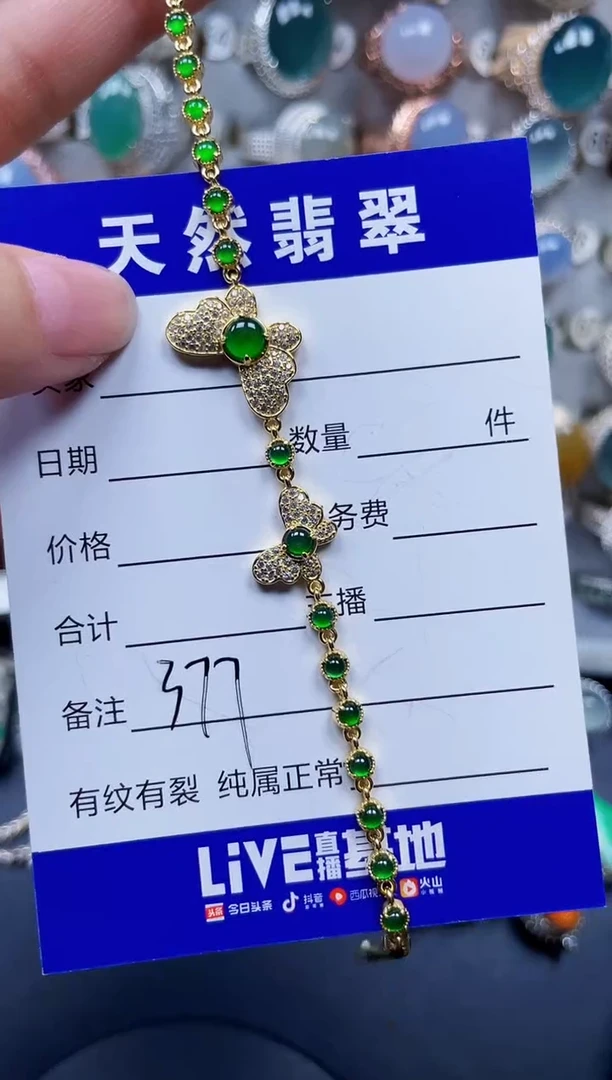 天然翡翠
日期 数量 件
价格 务费
合计 播
备注 377
有纹有裂 纯属正常
LiVE直播基地
头条 今日头条 抖音 西瓜视 火山